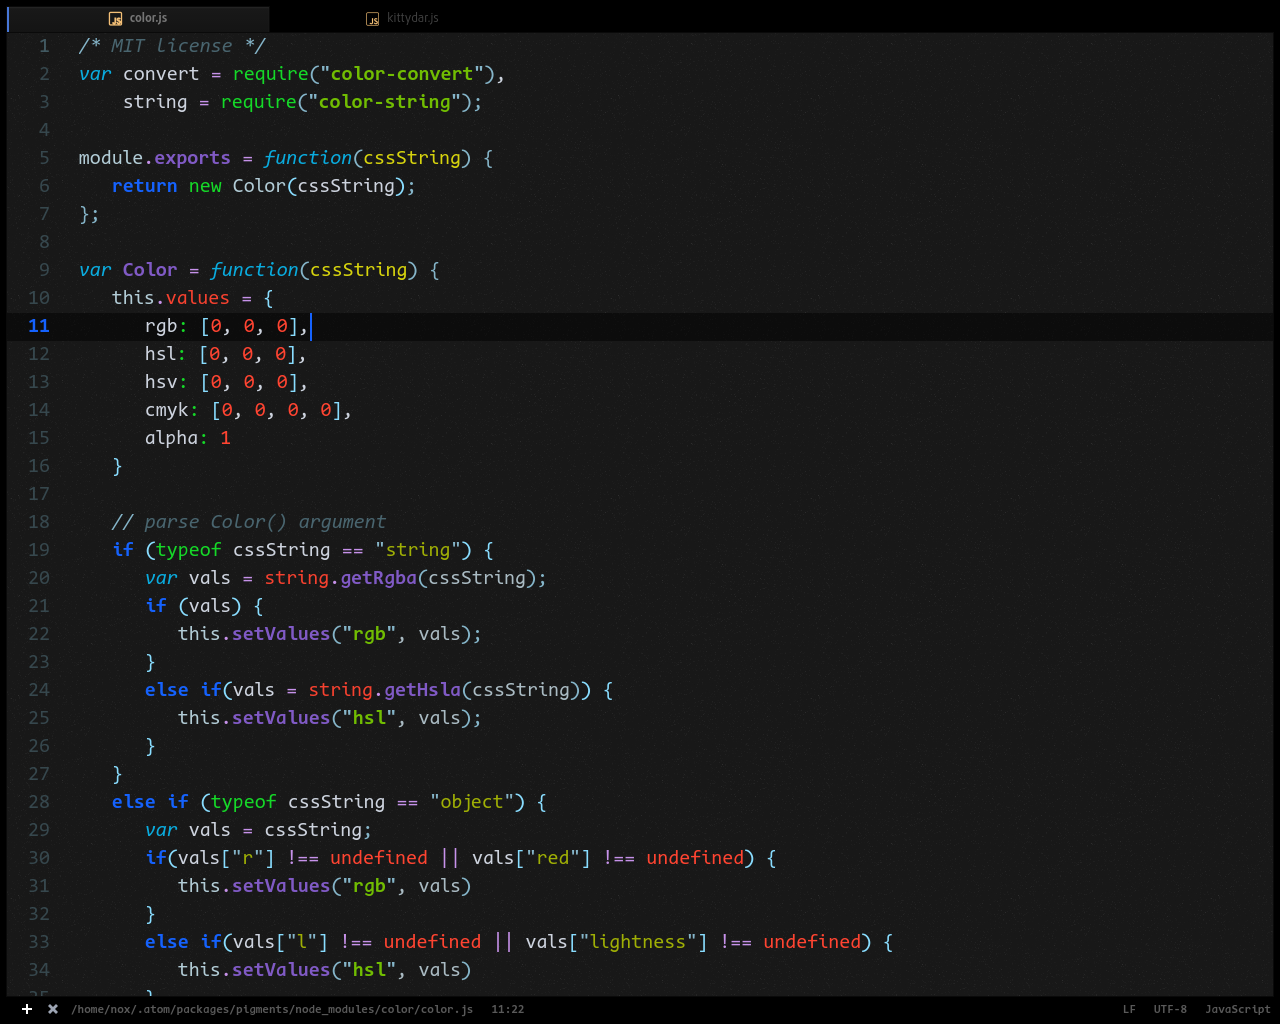 color.js kittydar.js
1 /* MIT license */
2 var convert = require("color-convert"),
3 string = require("color-string");
4
5 module.exports = function(cssString) {
6 return new Color(cssString);
7 };
8
9 var Color = function(cssString) {
10 this.values = {
11 rgb: [0, 0, 0],
12 hsl: [0, 0, 0],
13 hsv: [0, 0, 0],
14 cmyk: [0, 0, 0, 0],
15 alpha: 1
16 }
17
18 // parse Color() argument
19 if (typeof cssString == "string") {
20 var vals = string.getRgba(cssString);
21 if (vals) {
22 this.setValues("rgb", vals);
23 }
24 else if(vals = string.getHsla(cssString)) {
25 this.setValues("hsl", vals);
26 }
27 }
28 else if (typeof cssString == "object") {
29 var vals = cssString;
30 if(vals["r"] !== undefined || vals["red"] !== undefined) {
31 this.setValues("rgb", vals)
32 }
33 else if(vals["l"] !== undefined || vals["lightness"] !== undefined) {
34 this.setValues("hsl", vals)
35 }
/home/nox/.atom/packages/pigments/node_modules/color/color.js 11:22 LF UTF-8 JavaScript